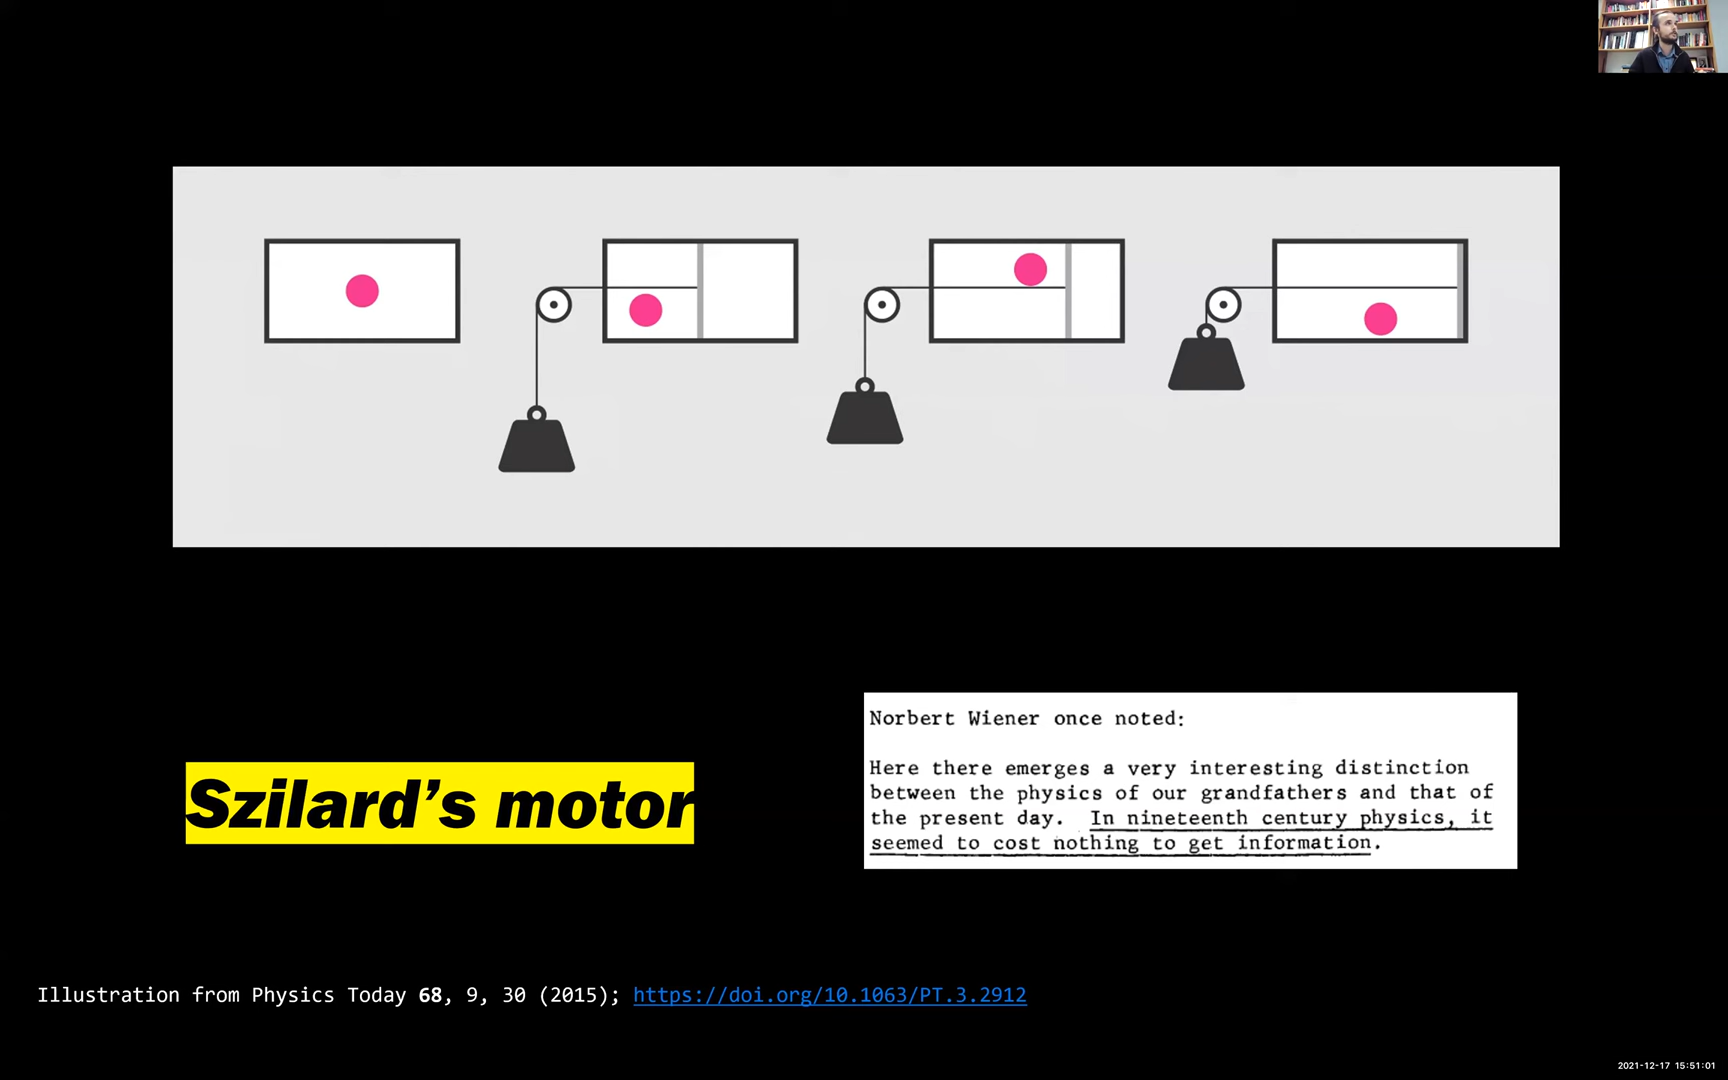 Szilard’s motor
Norbert Wiener once noted:
Here there emerges a very interesting distinction
between the physics of our grandfathers and that of
the present day. In nineteenth century physics, it
seemed to cost nothing to get information.
Illustration from Physics Today 68, 9, 30 (2015); https://doi.org/10.1063/PT.3.2912
2021-12-17 15:51:01